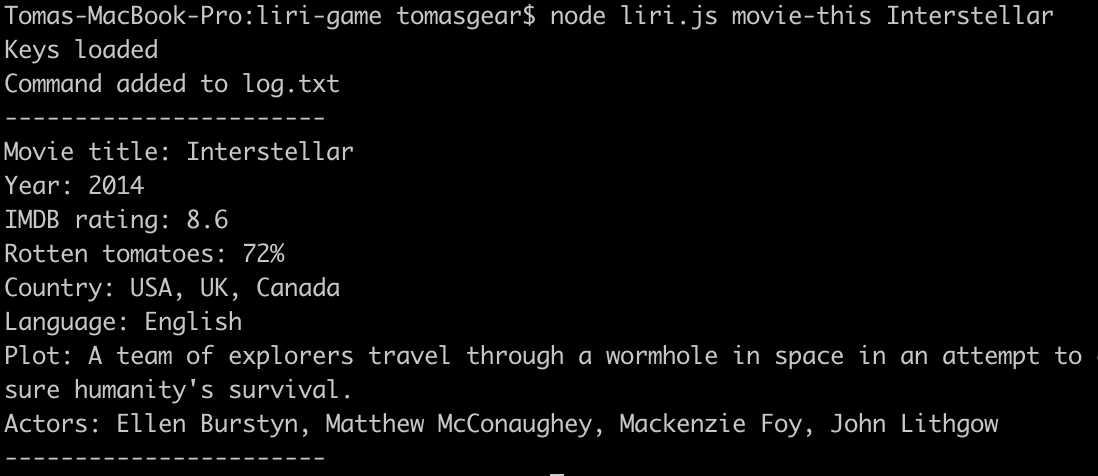 Tomas-MacBook-Pro:liri-game tomasgear$ node liri.js movie-this Interstellar
Keys loaded
Command added to log.txt
-----------------------
Movie title: Interstellar
Year: 2014
IMDB rating: 8.6
Rotten tomatoes: 72%
Country: USA, UK, Canada
Language: English
Plot: A team of explorers travel through a wormhole in space in an attempt to
sure humanity's survival.
Actors: Ellen Burstyn, Matthew McConaughey, Mackenzie Foy, John Lithgow
-----------------------